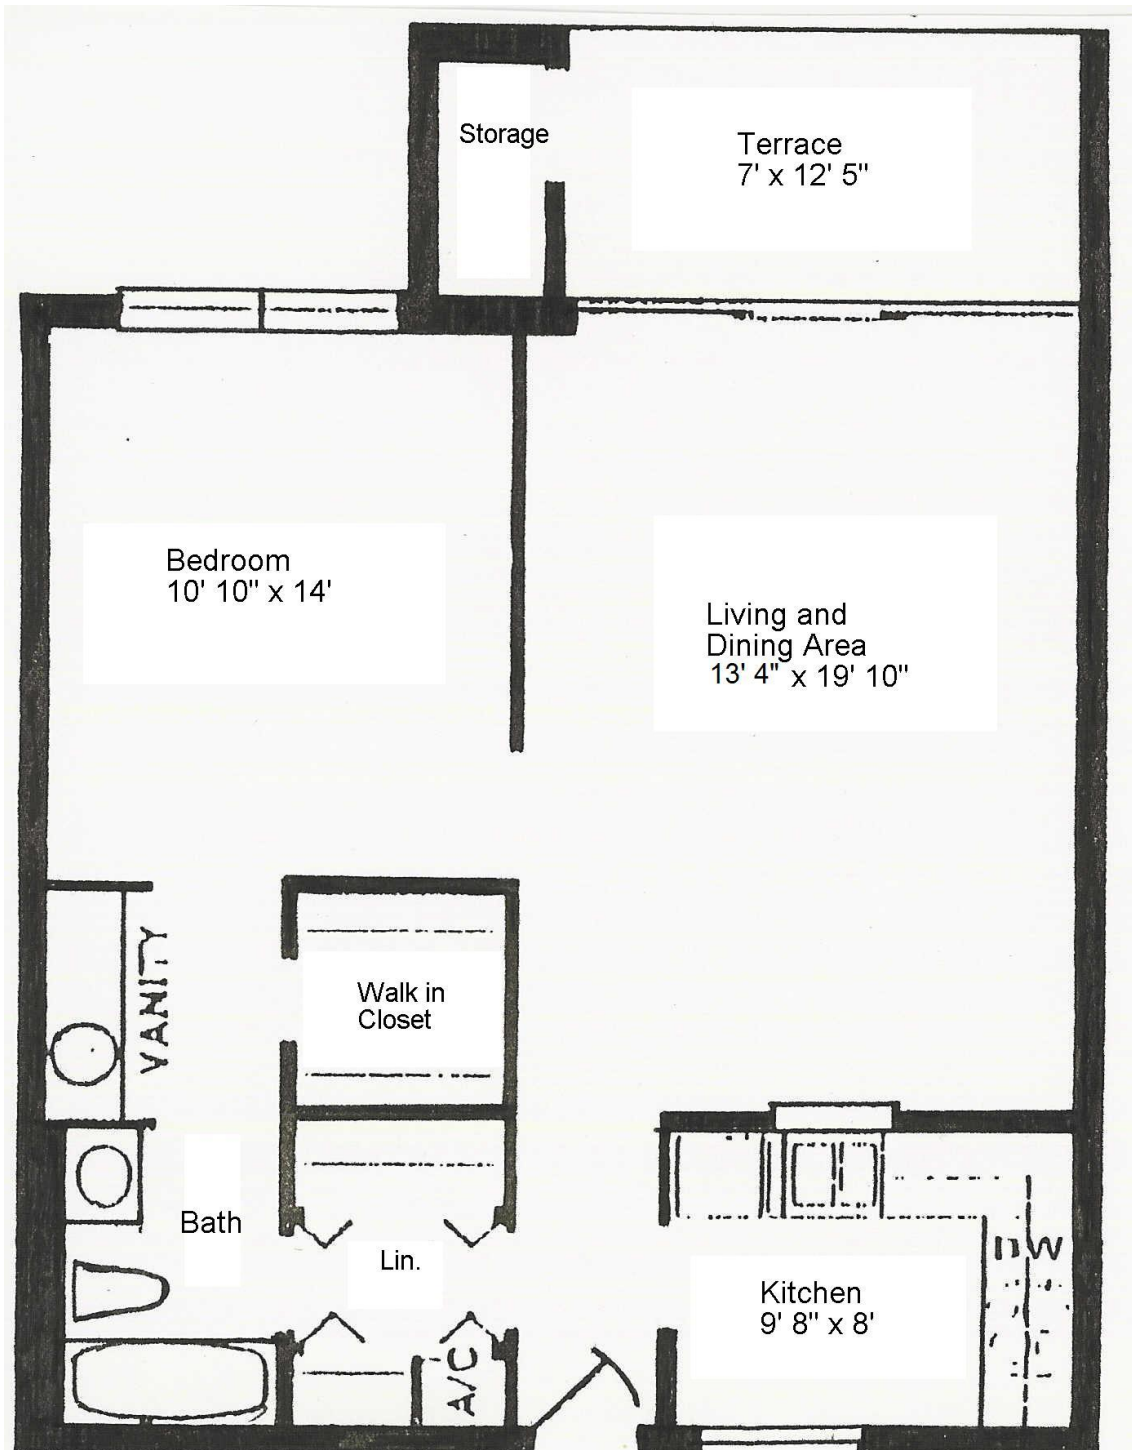 Storage
Terrace
7' x 12' 5"
Bedroom
10' 10" x 14'
Living and
Dining Area
13' 4" x 19' 10"
VANITY
Walk in
Closet
Bath
Lin.
DW
Kitchen
9' 8" x 8'
A/C